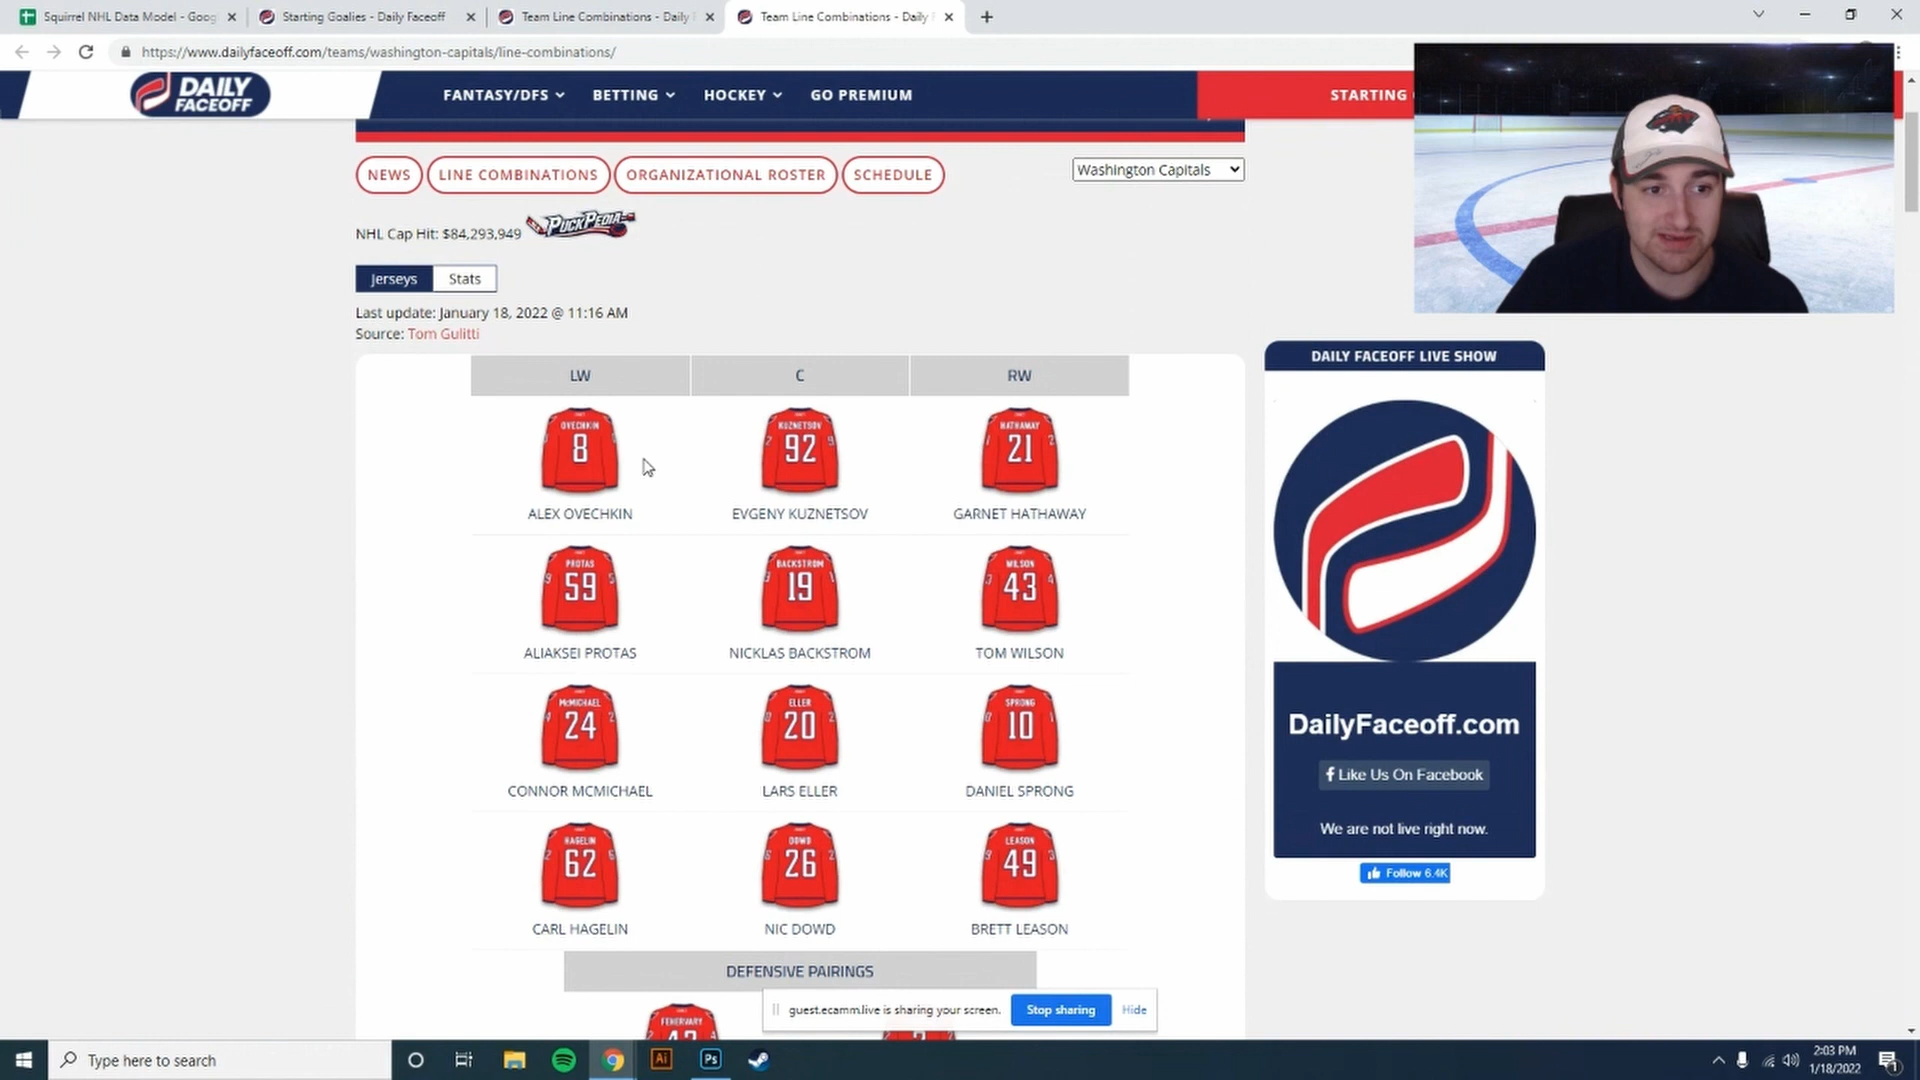 Squirrel NHL Data Model - Goog
Starting Goalies - Daily Faceoff
Team Line Combinations - Daily F
Team Line Combinations - Daily F
https://www.dailyfaceoff.com/teams/washington-capitals/line-combinations/
DAILY
FACEOFF
FANTASY/DFS
BETTING
HOCKEY
GO PREMIUM
STARTING
NEWS
LINE COMBINATIONS
ORGANIZATIONAL ROSTER
SCHEDULE
Washington Capitals
NHL Cap Hit: $84,293,949
PUCKPEDIA
Jerseys
Stats
Last update: January 18, 2022 @ 11:16 AM
Source: Tom Gulitti
LW
C
RW
OVECHKIN
8
KUZNETSOV
92
HATHAWAY
21
ALEX OVECHKIN
EVGENY KUZNETSOV
GARNET HATHAWAY
PROTAS
59
BACKSTROM
19
WILSON
43
ALIAKSEI PROTAS
NICKLAS BACKSTROM
TOM WILSON
McMICHAEL
24
ELLER
20
SPRONG
10
CONNOR MCMICHAEL
LARS ELLER
DANIEL SPRONG
HAGELIN
62
DOWD
26
LEASON
49
CARL HAGELIN
NIC DOWD
BRETT LEASON
DEFENSIVE PAIRINGS
FEHERVARY
DAILY FACEOFF LIVE SHOW
DailyFaceoff.com
Like Us On Facebook
We are not live right now.
Follow 6.4K
guest.ecamm.live is sharing your screen.
Stop sharing
Hide
Type here to search
Ai
Ps
2:03 PM
1/18/2022
1